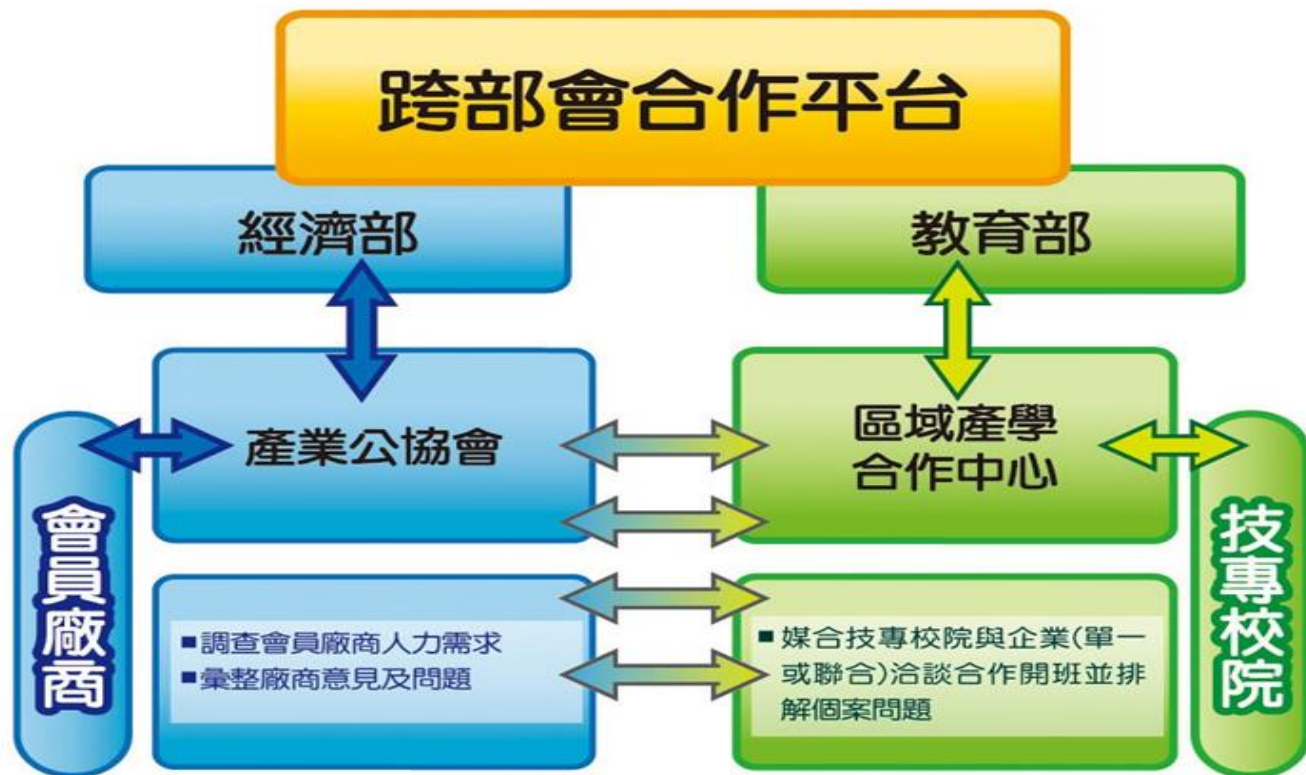 跨部會合作平台
經濟部
教育部
產業公協會
區域產學
合作中心
會員廠商
技專校院
■調查會員廠商人力需求
■彙整廠商意見及問題
■媒合技專校院與企業(單一
或聯合)洽談合作開班並排
解個案問題